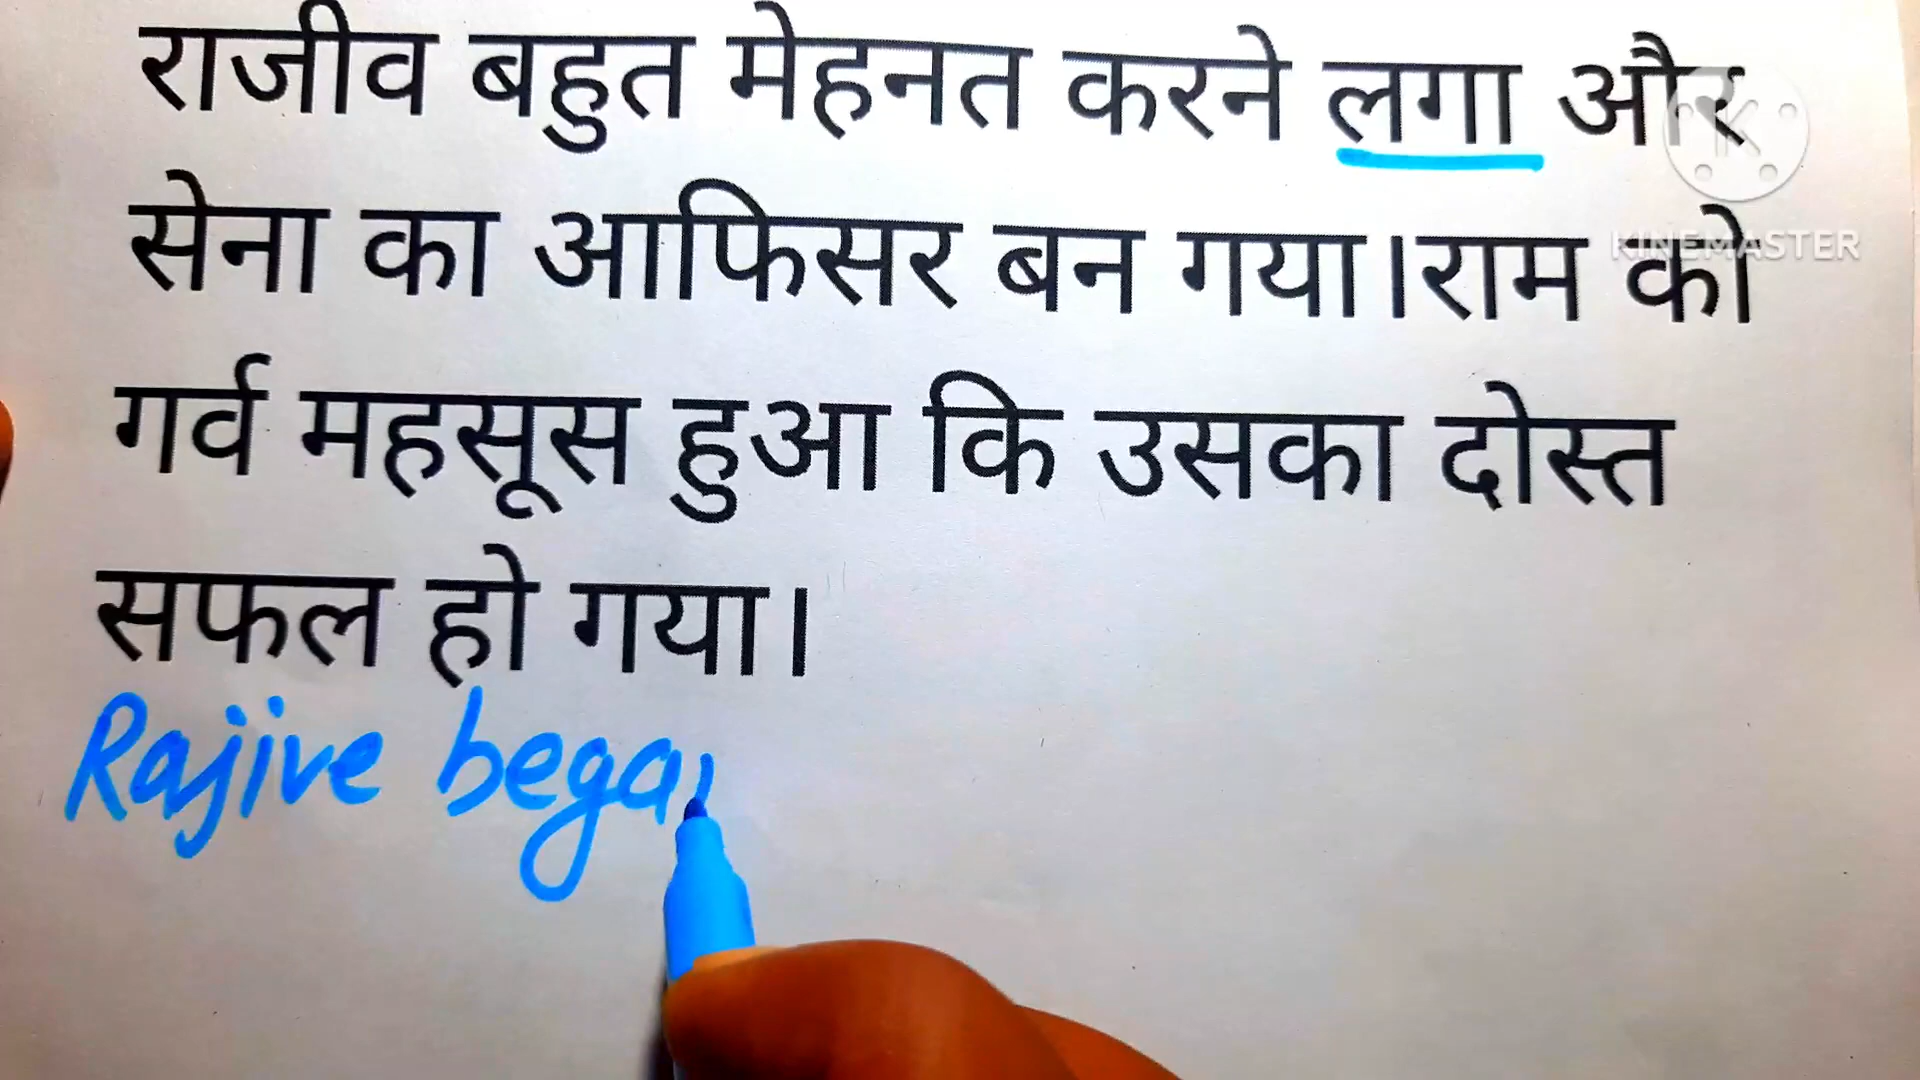 राजीव बहुत मेहनत करने लगा और
सेना का आफिसर बन गया।राम को
गर्व महसूस हुआ कि उसका दोस्त
सफल हो गया।
Rajive bega
KINEMASTER